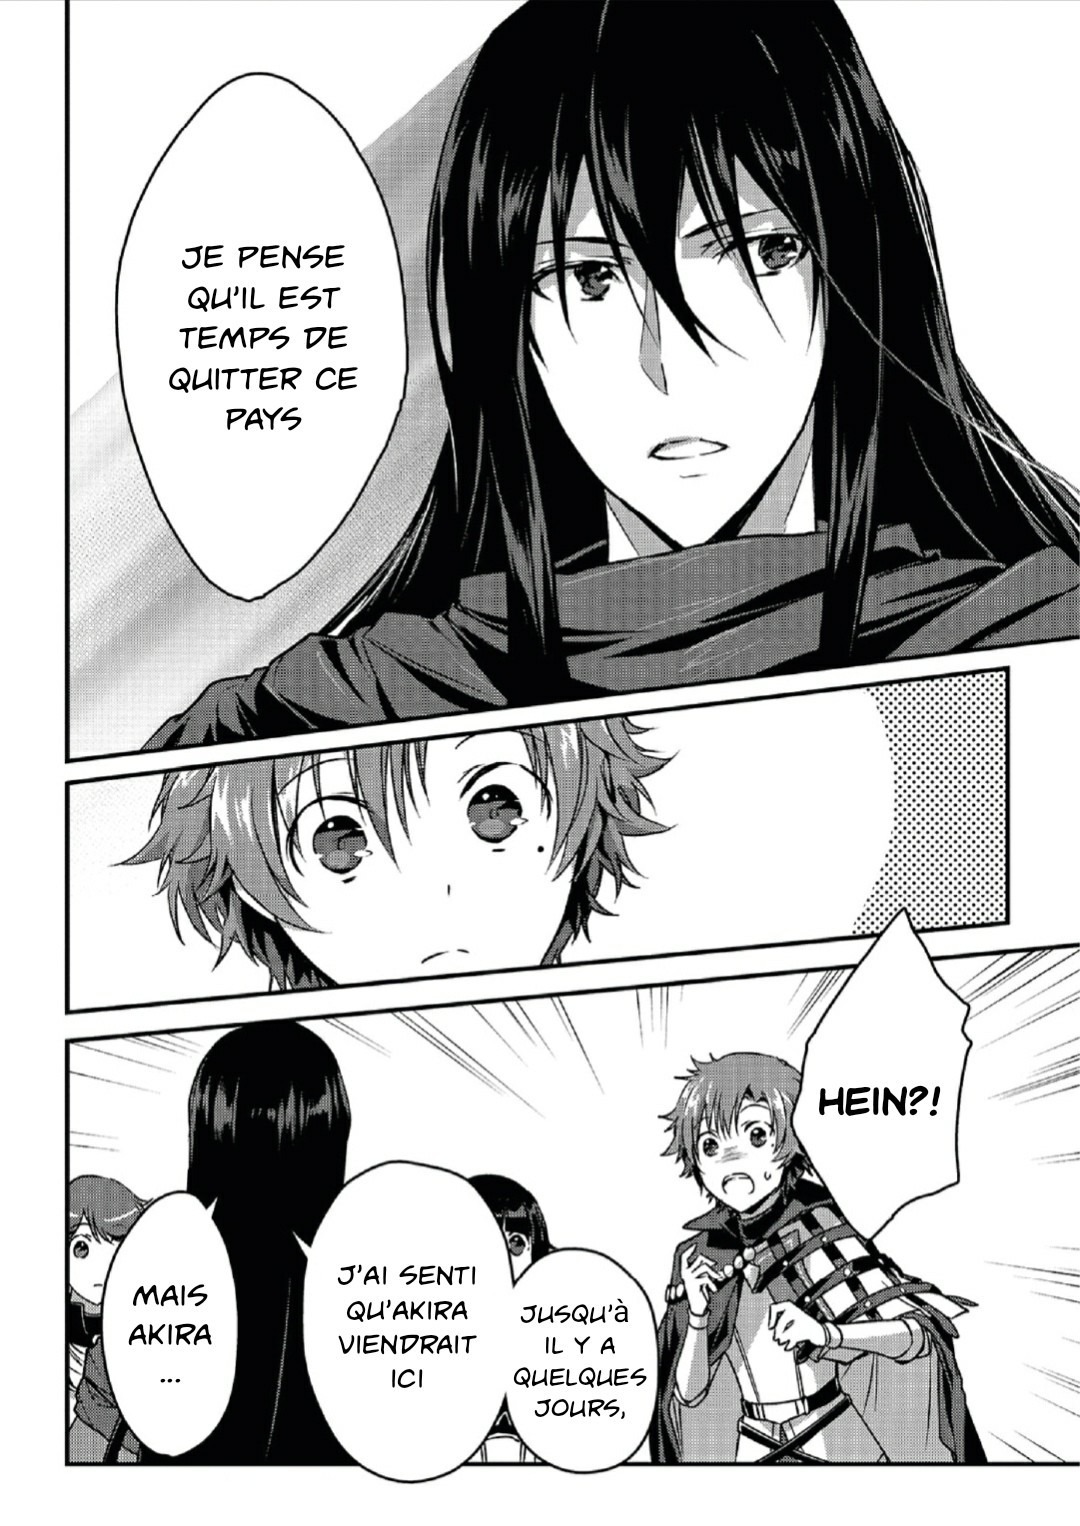 JE PENSE
QU'IL EST
TEMPS DE
QUITTER CE
PAYS
HEIN?!
JUSQU'à
IL Y A
QUELQUES
JOURS,
J'AI SENTI
QU'AKIRA
VIENDRAIT
ICI
MAIS
AKIRA
...